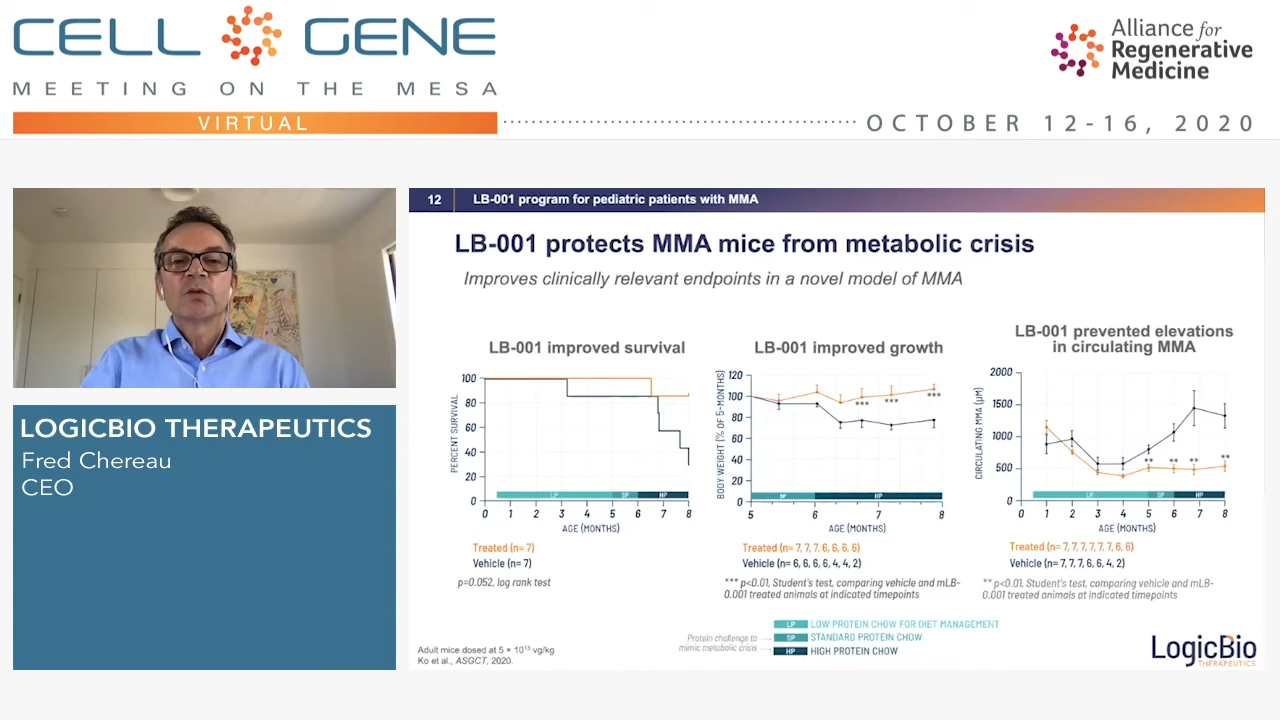 CELL GENE
MEETING ON THE MESA
VIRTUAL
Alliance for
Regenerative
Medicine
OCTOBER 12-16, 2020
LOGICBIO THERAPEUTICS
Fred Chereau
CEO
12 LB-001 program for pediatric patients with MMA
LB-001 protects MMA mice from metabolic crisis
Improves clinically relevant endpoints in a novel model of MMA
LB-001 improved survival
PERCENT SURVIVAL
100
80
60
40
20
0
LP SP HP
0 1 2 3 4 5 6 7 8
AGE (MONTHS)
Treated (n= 7)
Vehicle (n= 7)
p=0.052, log rank test
LB-001 improved growth
BODY WEIGHT (% OF 5-MONTHS)
120
100
80
60
40
20
0
*** *** ***
SP HP
5 6 7 8
AGE (MONTHS)
Treated (n= 7, 7, 7, 6, 6, 6, 6)
Vehicle (n= 6, 6, 6, 6, 4, 4, 2)
*** p<0.01, Student's test, comparing vehicle and mLB-
0.001 treated animals at indicated timepoints
LB-001 prevented elevations
in circulating MMA
CIRCULATING MMA (µM)
2000
1500
1000
500
0
** ** ** **
LP SP HP
0 1 2 3 4 5 6 7 8
AGE (MONTHS)
Treated (n= 7, 7, 7, 7, 7, 7, 6, 6)
Vehicle (n= 7, 7, 7, 6, 6, 4, 2)
** p<0.01, Student's test, comparing vehicle and mLB-
0.001 treated animals at indicated timepoints
Protein challenge to
mimic metabolic crisis
LP LOW PROTEIN CHOW FOR DIET MANAGEMENT
SP STANDARD PROTEIN CHOW
HP HIGH PROTEIN CHOW
Adult mice dosed at 5 × 10¹³ vg/kg
Ko et al., ASGCT, 2020.
LogicBio
THERAPEUTICS